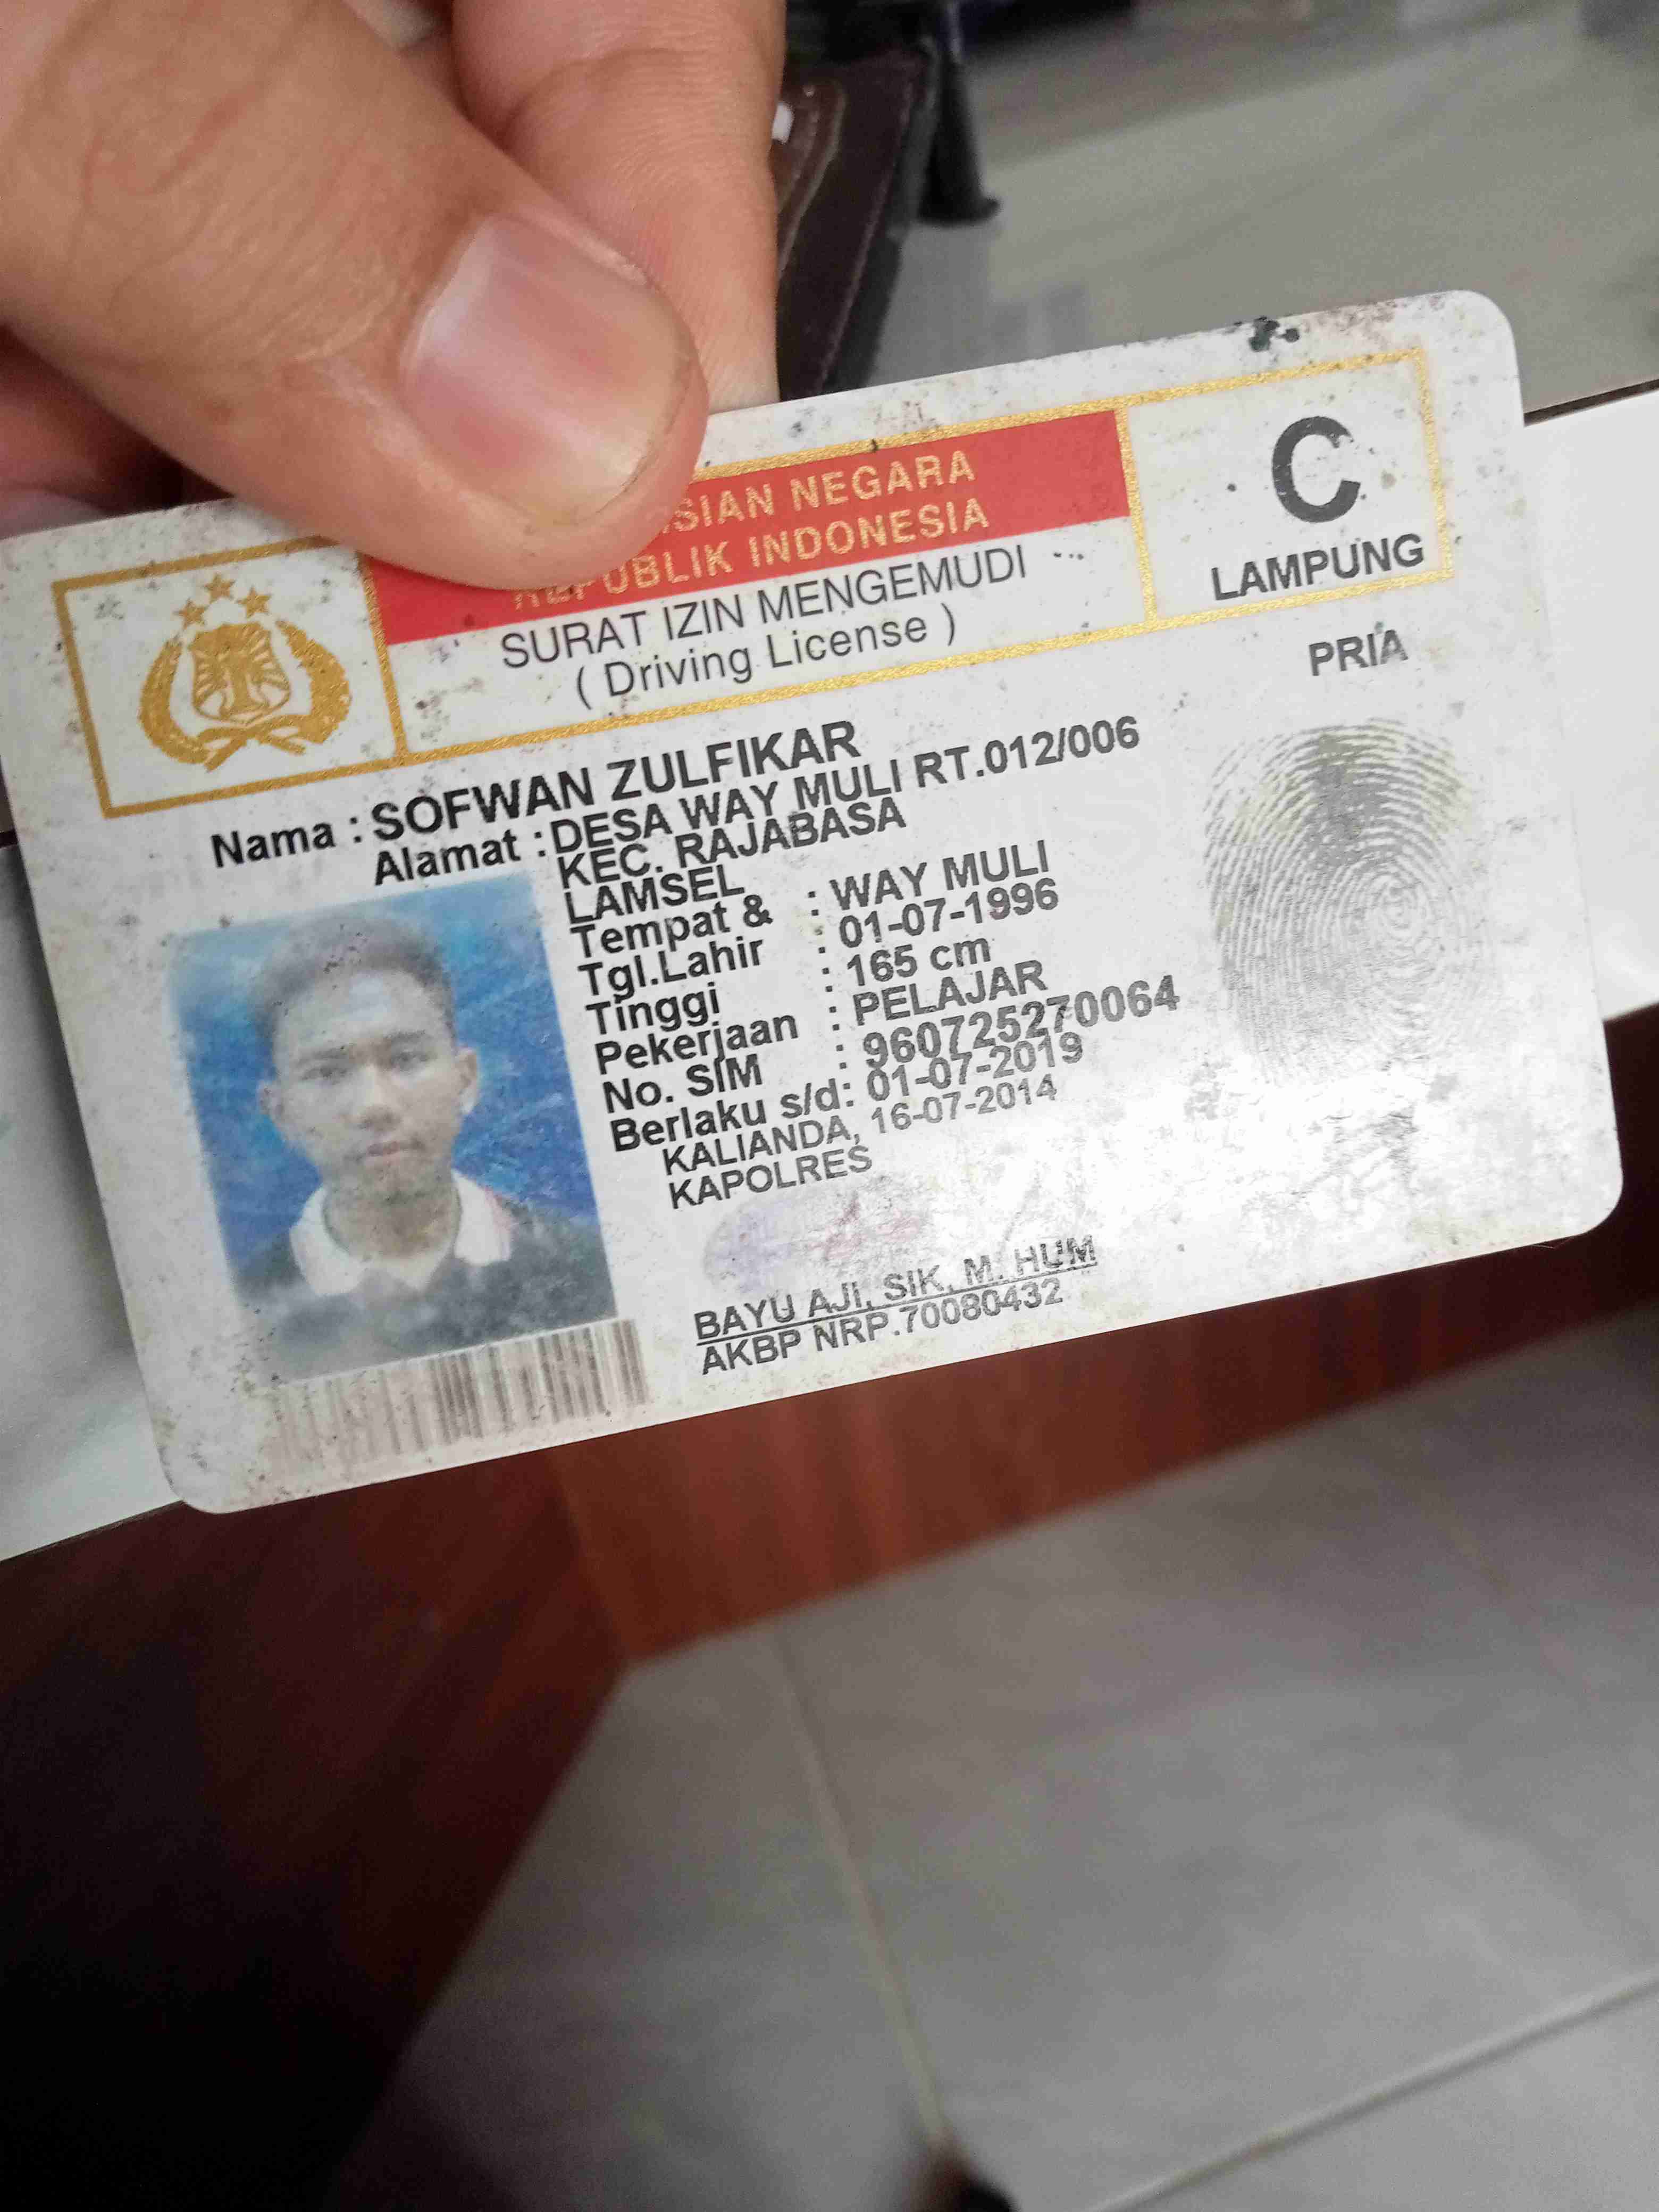 SIAN NEGARA
REPUBLIK INDONESIA
SURAT IZIN MENGEMUDI
( Driving License )
C
LAMPUNG
PRIA
Nama : SOFWAN ZULFIKAR
Alamat : DESA WAY MULI RT.012/006
KEC. RAJABASA
LAMSEL
Tempat & : WAY MULI
Tgl.Lahir : 01-07-1996
Tinggi : 165 cm
Pekerjaan : PELAJAR
No. SIM : 960725270064
Berlaku s/d: 01-07-2019
KALIANDA, 16-07-2014
KAPOLRES
BAYU AJI, SIK, M. HUM
AKBP NRP.70080432